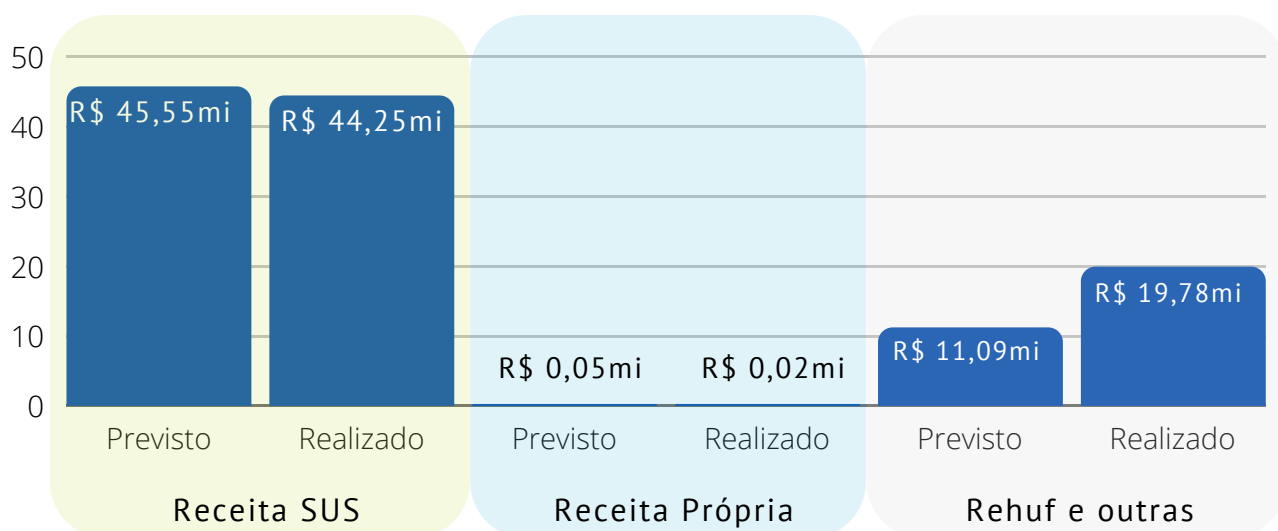 50
40
30
20
10
0
R$ 45,55mi
R$ 44,25mi
R$ 0,05mi
R$ 0,02mi
R$ 11,09mi
R$ 19,78mi
Previsto
Realizado
Previsto
Realizado
Previsto
Realizado
Receita SUS
Receita Própria
Rehuf e outras